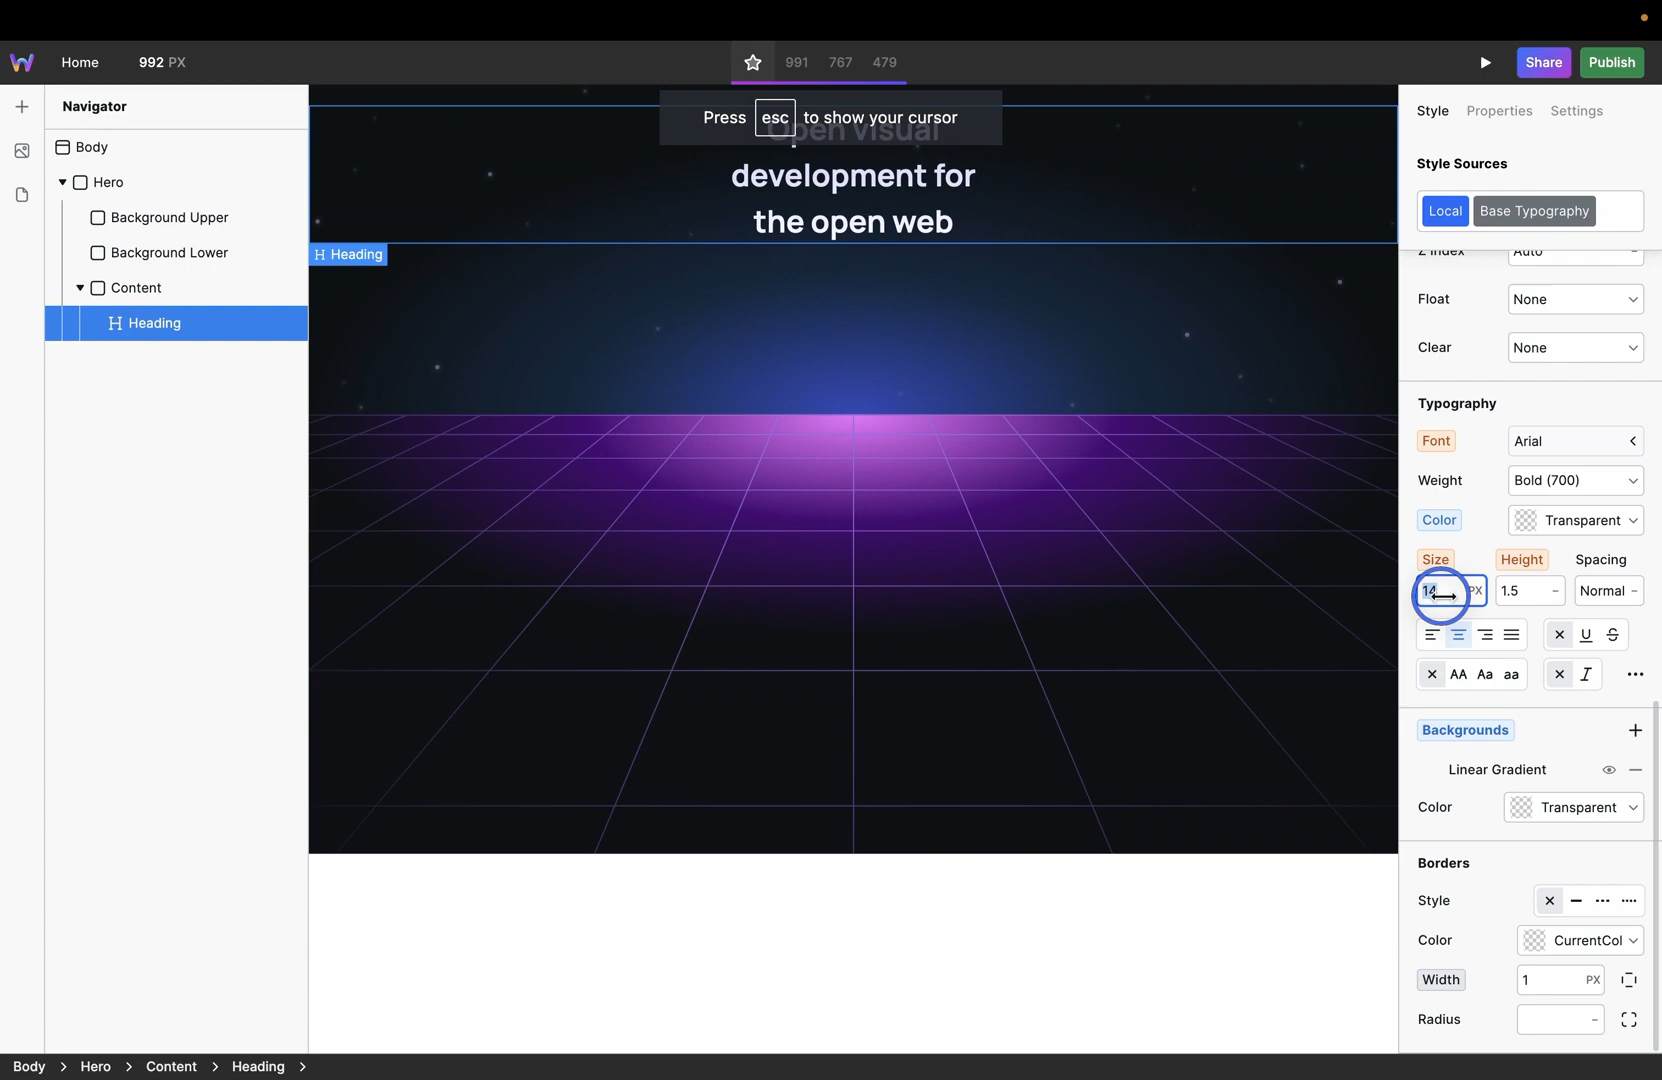 Home
992 PX
991 767 479
Share
Publish
Navigator
Body
Hero
Background Upper
Background Lower
Content
Heading
Press esc to show your cursor
Open visual
development for
the open web
Heading
Style Properties Settings
Style Sources
Local Base Typography
Z Index Auto –
Float None
Clear None
Typography
Font Arial
Weight Bold (700)
Color Transparent
Size Height Spacing
14 PX 1.5 – Normal –
AA Aa aa
Backgrounds
Linear Gradient
Color Transparent
Borders
Style
Color CurrentCol
Width 1 PX
Radius –
Body > Hero > Content > Heading >